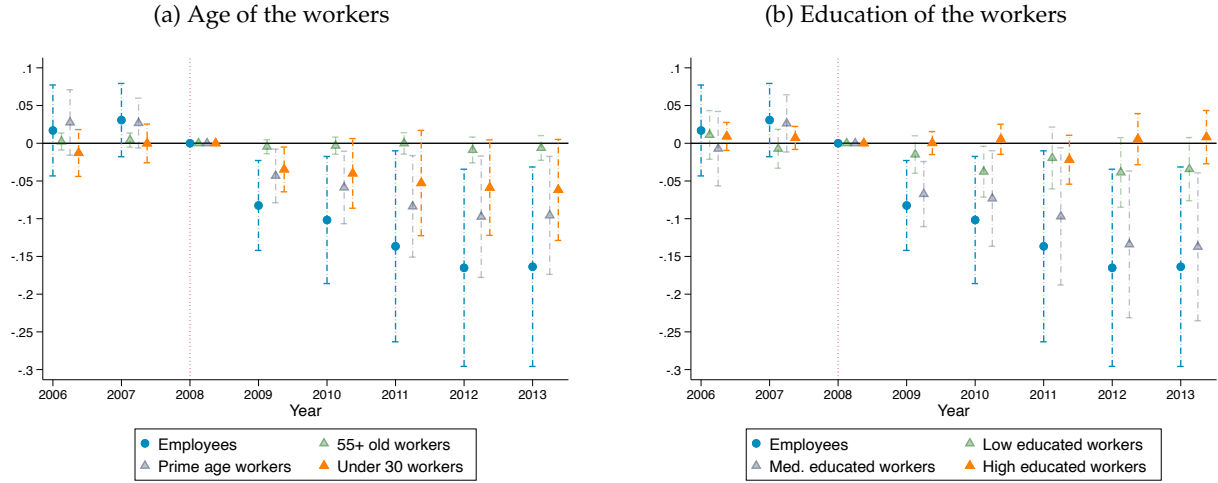 (a) Age of the workers
.1
.05
0
-.05
-.1
-.15
-.2
-.25
-.3
2006 2007 2008 2009 2010 2011 2012 2013
Year
Employees 55+ old workers
Prime age workers Under 30 workers
(b) Education of the workers
.1
.05
0
-.05
-.1
-.15
-.2
-.25
-.3
2006 2007 2008 2009 2010 2011 2012 2013
Year
Employees Low educated workers
Med. educated workers High educated workers